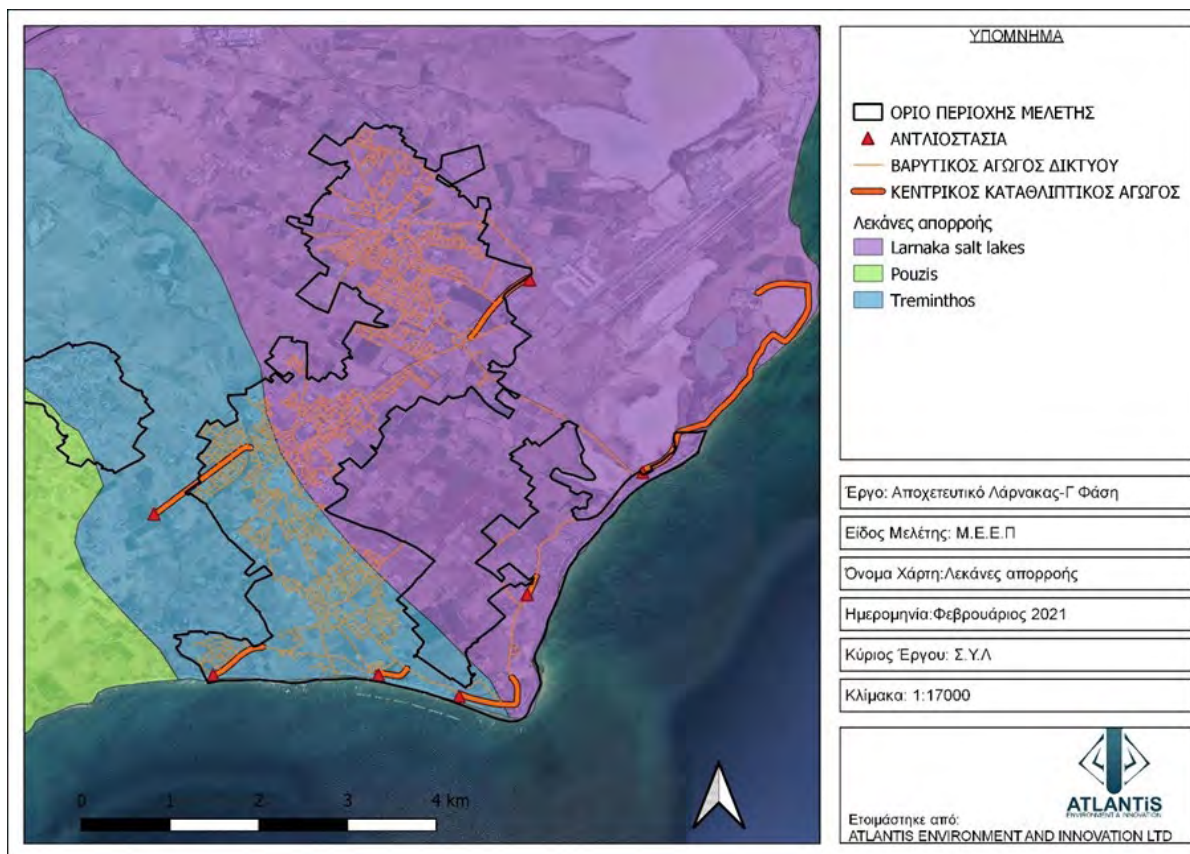 ΥΠΟΜΝΗΜΑ
ΟΡΙΟ ΠΕΡΙΟΧΗΣ ΜΕΛΕΤΗΣ
ΑΝΤΛΙΟΣΤΑΣΙΑ
ΒΑΡΥΤΙΚΟΣ ΑΓΩΓΟΣ ΔΙΚΤΥΟΥ
ΚΕΝΤΡΙΚΟΣ ΚΑΤΑΘΛΙΠΤΙΚΟΣ ΑΓΩΓΟΣ
Λεκάνες απορροής
Larnaka salt lakes
Pouzis
Treminthos
Έργο: Αποχετευτικό Λάρνακας-Γ Φάση
Είδος Μελέτης: Μ.Ε.Ε.Π
Όνομα Χάρτη:Λεκάνες απορροής
Ημερομηνία:Φεβρουάριος 2021
Κύριος Έργου: Σ.Υ.Λ
Κλίμακα: 1:17000
0 1 2 3 4 km
ATLANTiS
ENVIRONMENT & INNOVATION
Ετοιμάστηκε από:
ATLANTIS ENVIRONMENT AND INNOVATION LTD